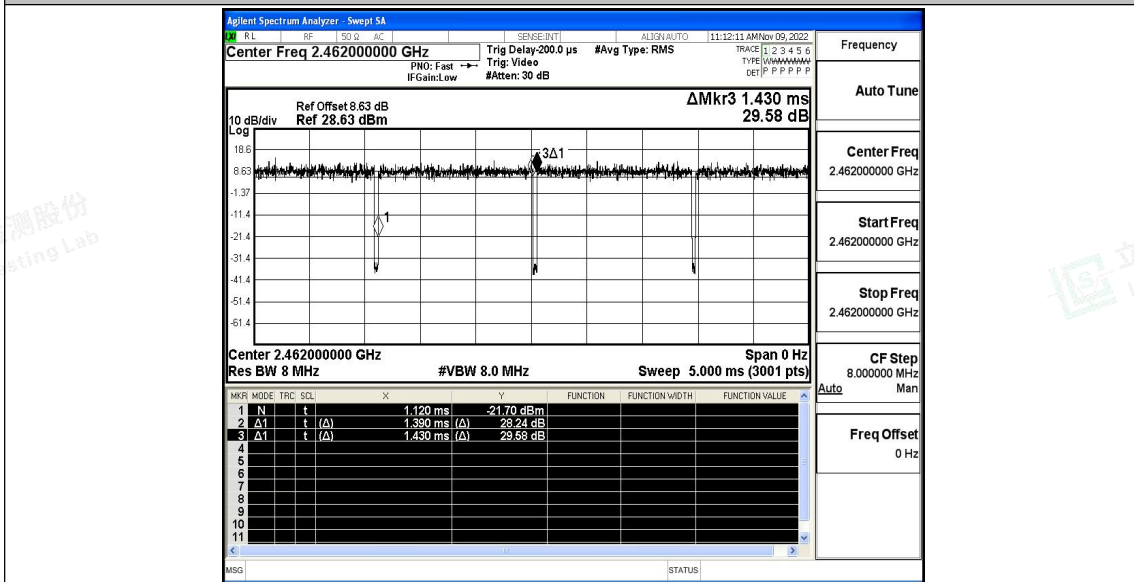 Agilent Spectrum Analyzer - Swept SA
LXI RL RF 50 Ω AC SENSE:INT ALIGN AUTO 11:12:11 AM Nov 09, 2022
Center Freq 2.462000000 GHz
PNO: Fast
IFGain:Low
Trig Delay-200.0 µs
Trig: Video
#Atten: 30 dB
#Avg Type: RMS
TRACE 1 2 3 4 5 6
TYPE WWWWWW
DET P P P P P P
ΔMkr3 1.430 ms
29.58 dB
Ref Offset 8.63 dB
10 dB/div Ref 28.63 dBm
Log
18.6
8.63
-1.37
-11.4
-21.4
-31.4
-41.4
-51.4
-61.4
3Δ1
1
Center 2.462000000 GHz Span 0 Hz
Res BW 8 MHz #VBW 8.0 MHz Sweep 5.000 ms (3001 pts)
MKR MODE TRC SCL X Y FUNCTION FUNCTION WIDTH FUNCTION VALUE
1 N t 1.120 ms -21.70 dBm
2 Δ1 t (Δ) 1.390 ms (Δ) 28.24 dB
3 Δ1 t (Δ) 1.430 ms (Δ) 29.58 dB
4
5
6
7
8
9
10
11
MSG STATUS
Frequency
Auto Tune
Center Freq
2.462000000 GHz
Start Freq
2.462000000 GHz
Stop Freq
2.462000000 GHz
CF Step
8.000000 MHz
Auto Man
Freq Offset
0 Hz
测股份
sting Lab
立